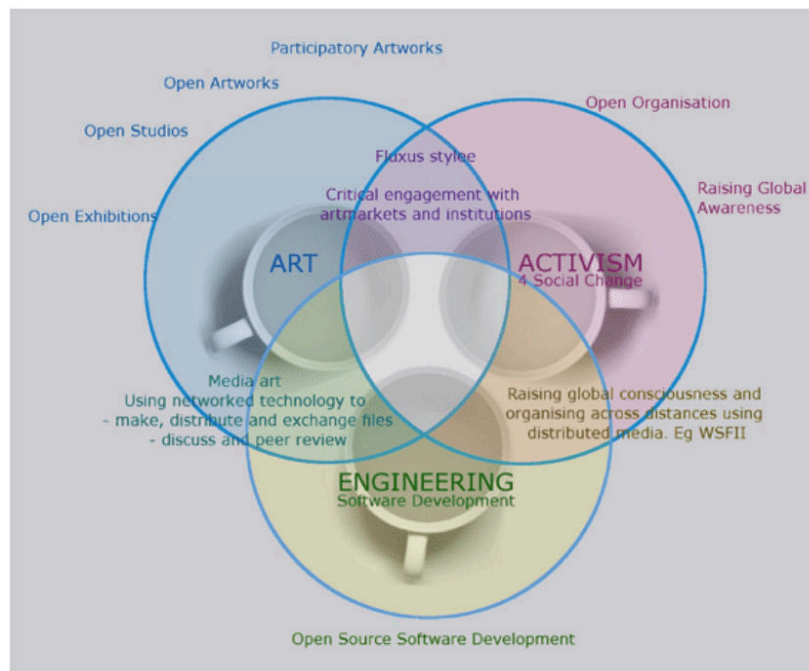 Participatory Artworks
Open Artworks
Open Organisation
Open Studios
Fluxus stylee
Raising Global
Awareness
Critical engagement with
artmarkets and institutions
Open Exhibitions
ART
ACTIVISM
4 Social Change
Media art
Using networked technology to
- make, distribute and exchange files
- discuss and peer review
Raising global consciousness and
organising across distances using
distributed media. Eg WSFII
ENGINEERING
Software Development
Open Source Software Development